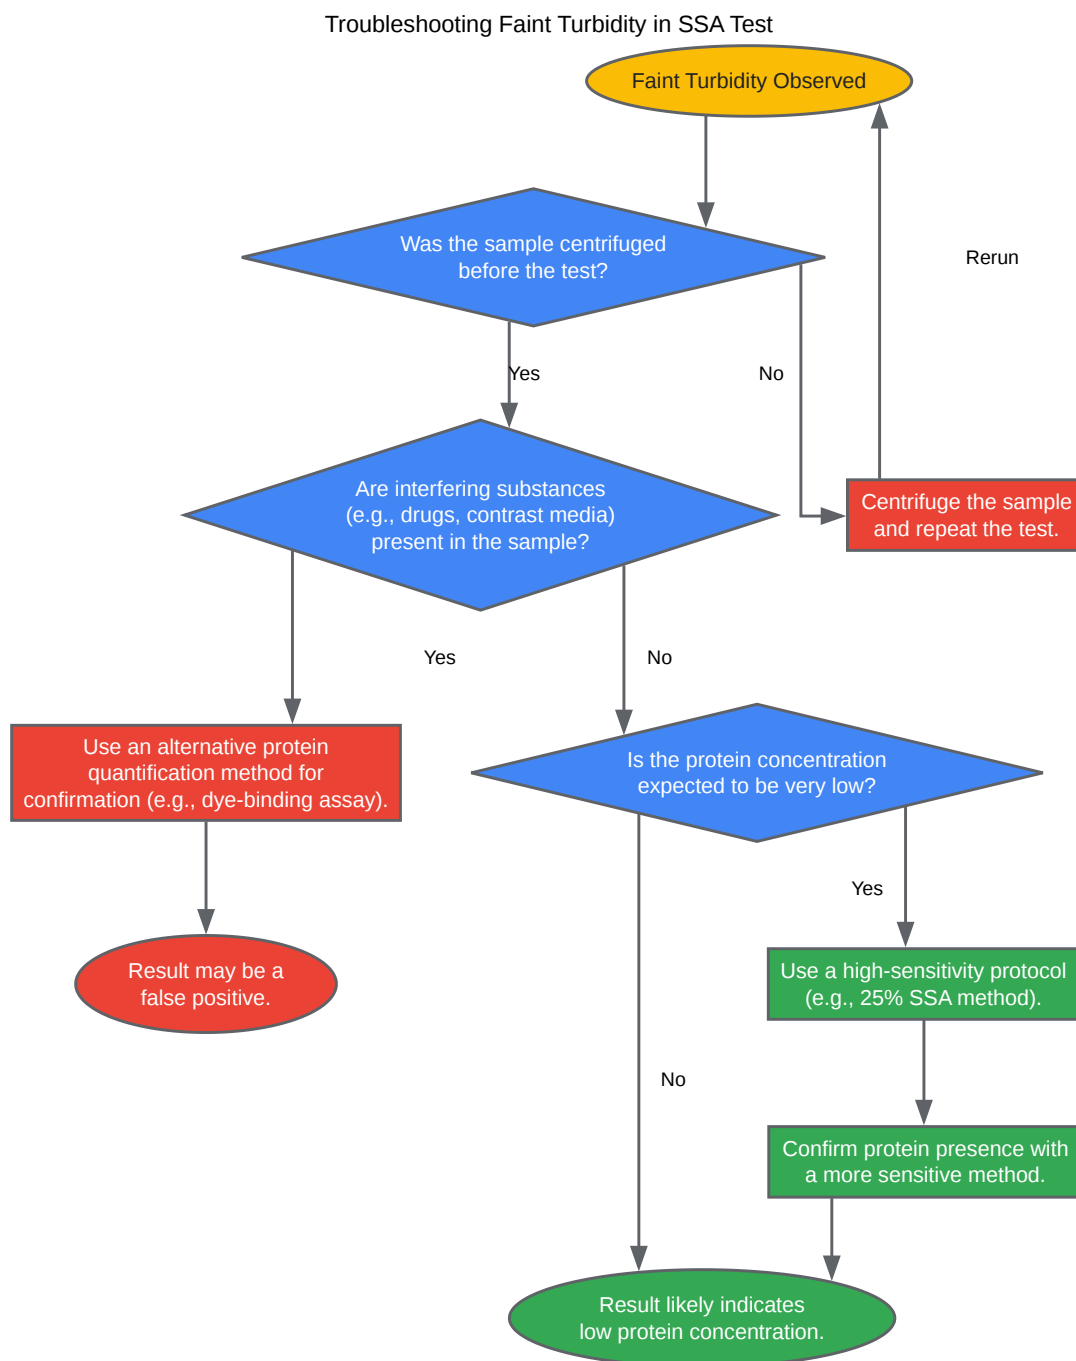 Troubleshooting Faint Turbidity in SSA Test
Faint Turbidity Observed
Was the sample centrifuged
before the test?
Rerun
Yes
No
Are interfering substances
(e.g., drugs, contrast media)
present in the sample?
Centrifuge the sample
and repeat the test.
Yes
No
Use an alternative protein
quantification method for
confirmation (e.g., dye-binding assay).
Is the protein concentration
expected to be very low?
Yes
Result may be a
false positive.
Use a high-sensitivity protocol
(e.g., 25% SSA method).
No
Confirm protein presence with
a more sensitive method.
Result likely indicates
low protein concentration.